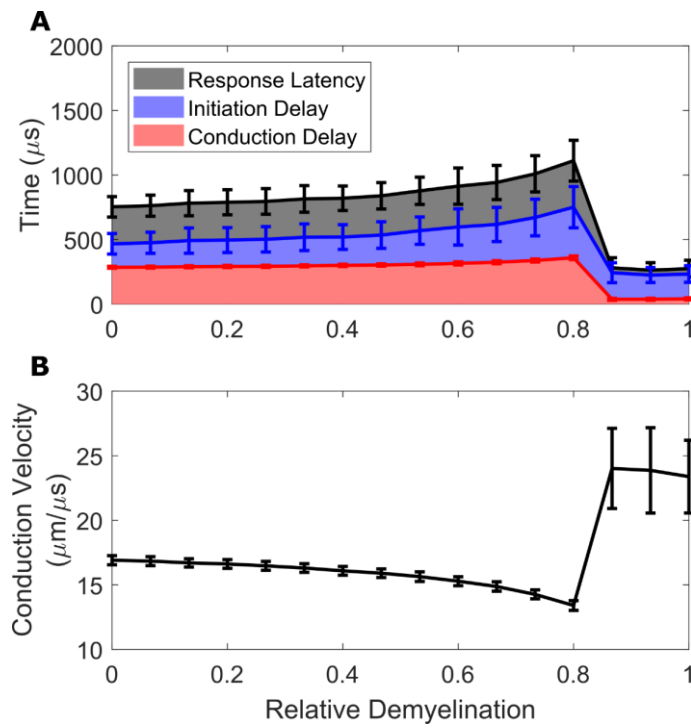 A
2000
1500
1000
500
0
Time (μs)
Response Latency
Initiation Delay
Conduction Delay
0 0.2 0.4 0.6 0.8 1
B
30
25
20
15
10
Conduction Velocity
(μm/μs)
0 0.2 0.4 0.6 0.8 1
Relative Demyelination